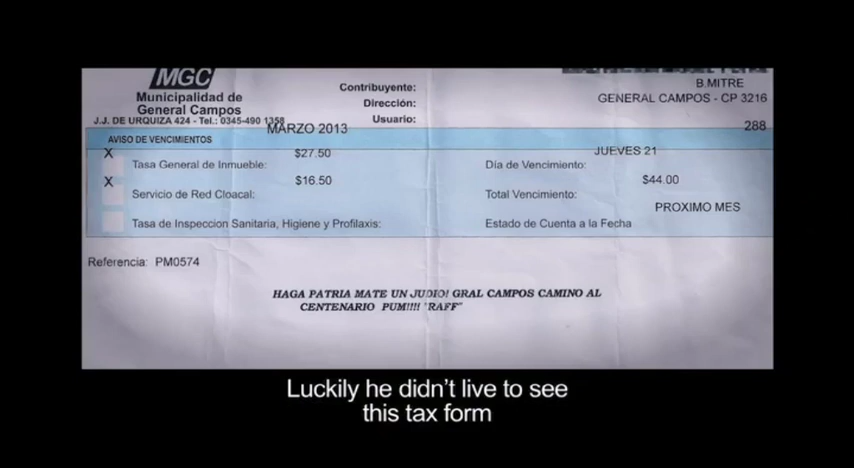 MGC
Municipalidad de
General Campos
J.J. DE URQUIZA 424 - Tel.: 0345-490 1358
Contribuyente:
Dirección:
Usuario:
B.MITRE
GENERAL CAMPOS - CP 3216
288
MARZO 2013
AVISO DE VENCIMIENTOS
X $27.50 JUEVES 21
Tasa General de Inmueble: Día de Vencimiento:
X $16.50 $44.00
Servicio de Red Cloacal: Total Vencimiento:
PROXIMO MES
Tasa de Inspeccion Sanitaria, Higiene y Profilaxis: Estado de Cuenta a la Fecha
Referencia: PM0574
HAGA PATRIA MATE UN JUDIO! GRAL CAMPOS CAMINO AL
CENTENARIO PUM!!!! "RAFF"
Luckily he didn't live to see
this tax form